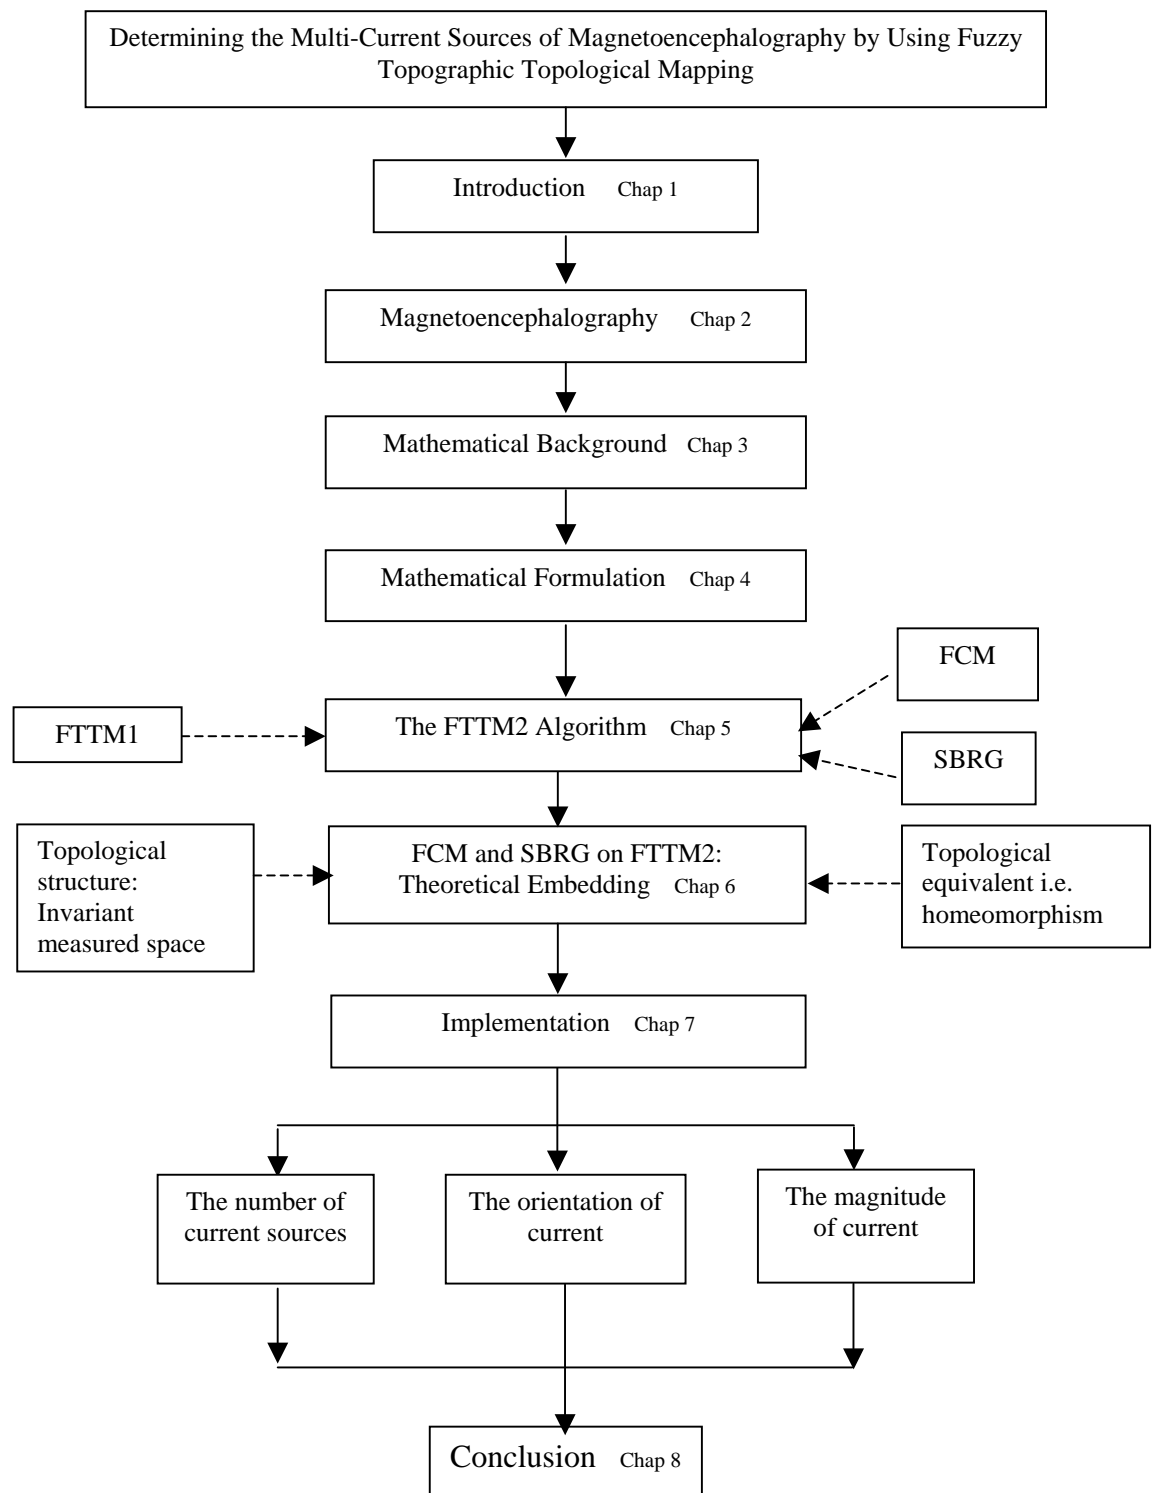 Determining the Multi-Current Sources of Magnetoencephalography by Using Fuzzy
Topographic Topological Mapping
Introduction Chap 1
Magnetoencephalography Chap 2
Mathematical Background Chap 3
Mathematical Formulation Chap 4
FCM
FTTM1
The FTTM2 Algorithm Chap 5
SBRG
Topological
structure:
Invariant
measured space
FCM and SBRG on FTTM2:
Theoretical Embedding Chap 6
Topological
equivalent i.e.
homeomorphism
Implementation Chap 7
The number of
current sources
The orientation of
current
The magnitude
of current
Conclusion Chap 8